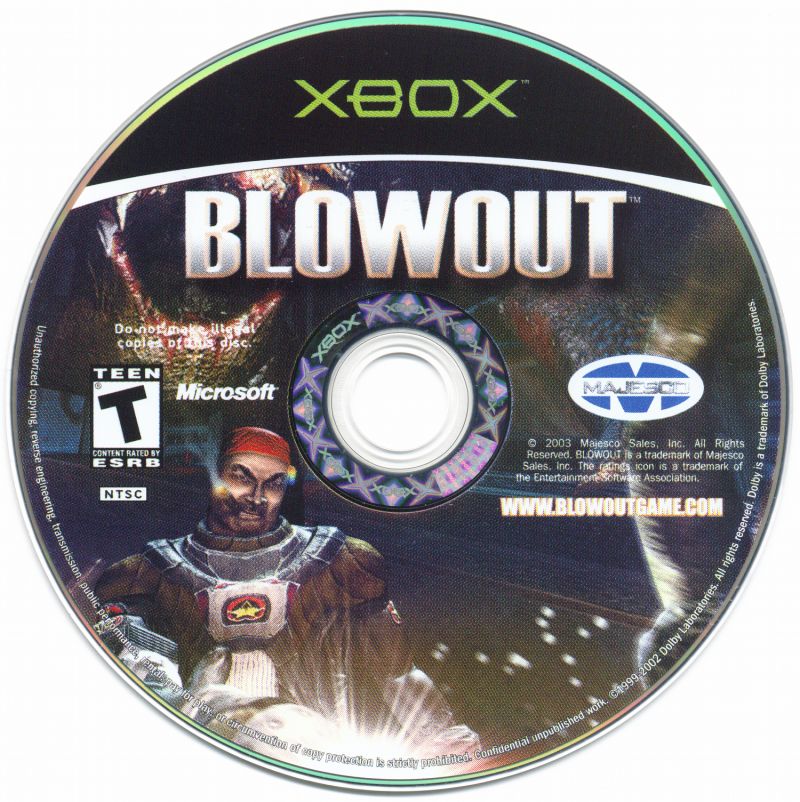 XBOX™
BLOWOUT™
Do not make illegal
copies of this disc.
XBOX
TEEN
T
®
CONTENT RATED BY
ESRB
Microsoft
NTSC
MAJESCO
© 2003 Majesco Sales, Inc. All Rights
Reserved. BLOWOUT is a trademark of Majesco
Sales, Inc. The ratings icon is a trademark of
the Entertainment Software Association.
WWW.BLOWOUTGAME.COM
Unauthorized copying, reverse engineering, transmission, public performance, rental, pay for play, or circumvention of copy protection is strictly prohibited. Confidential unpublished work. ©1999-2002 Dolby Laboratories. All rights reserved. Dolby is a trademark of Dolby Laboratories.